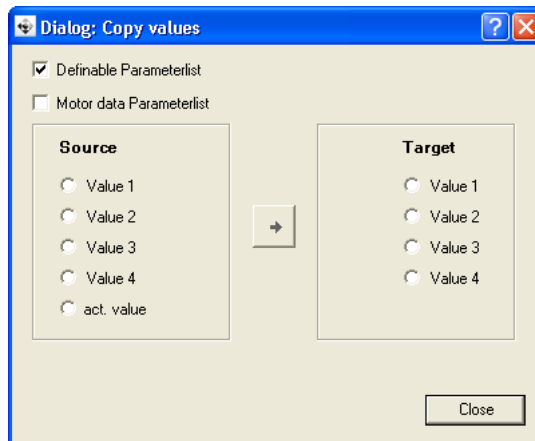 Dialog: Copy values
Definable Parameterlist
Motor data Parameterlist
Source
Value 1
Value 2
Value 3
Value 4
act. value
Target
Value 1
Value 2
Value 3
Value 4
Close